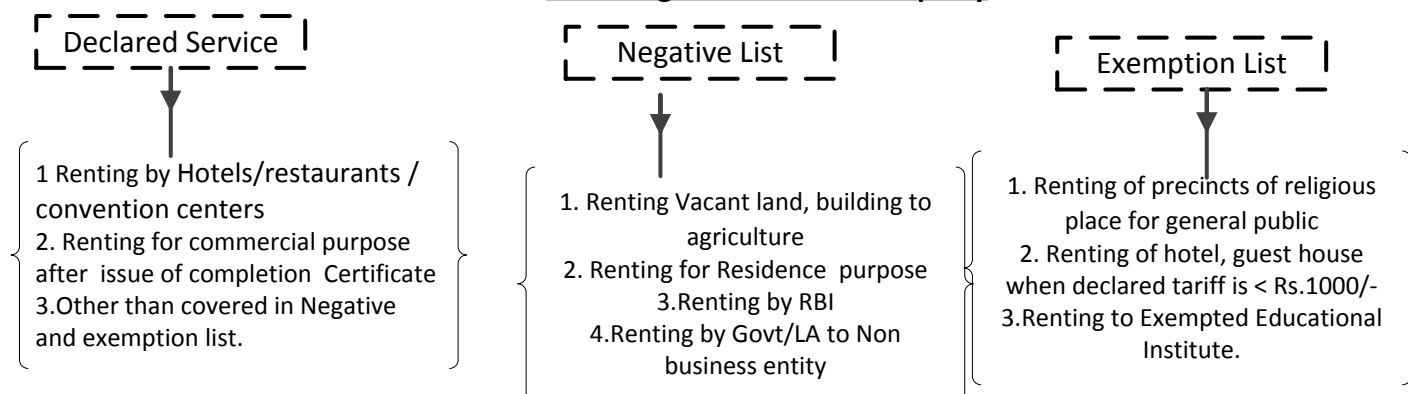 Declared Service
1 Renting by Hotels/restaurants /
convention centers
2. Renting for commercial purpose
after issue of completion Certificate
3.Other than covered in Negative
and exemption list.
Negative List
1. Renting Vacant land, building to
agriculture
2. Renting for Residence purpose
3.Renting by RBI
4.Renting by Govt/LA to Non
business entity
Exemption List
1. Renting of precincts of religious
place for general public
2. Renting of hotel, guest house
when declared tariff is < Rs.1000/-
3.Renting to Exempted Educational
Institute.